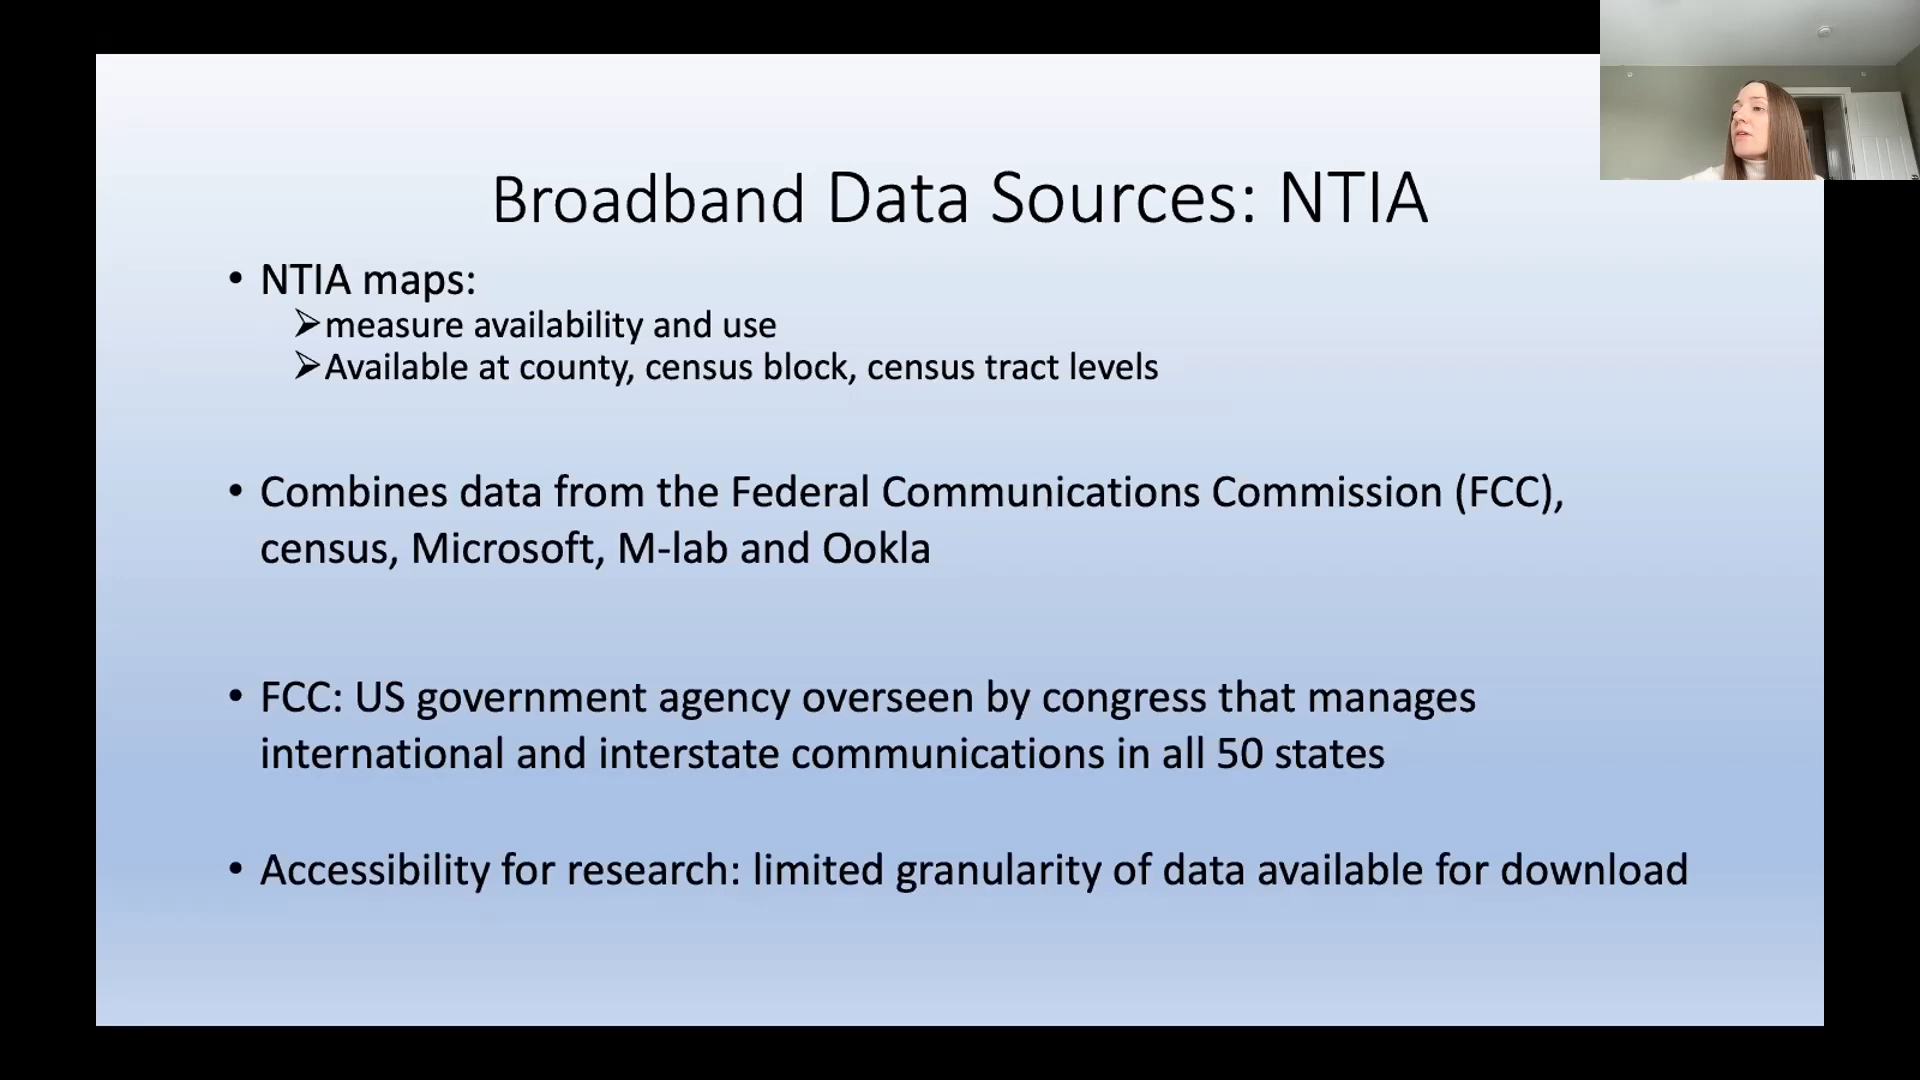 Broadband Data Sources: NTIA
• NTIA maps:
➢measure availability and use
➢Available at county, census block, census tract levels
• Combines data from the Federal Communications Commission (FCC),
census, Microsoft, M-lab and Ookla
• FCC: US government agency overseen by congress that manages
international and interstate communications in all 50 states
• Accessibility for research: limited granularity of data available for download